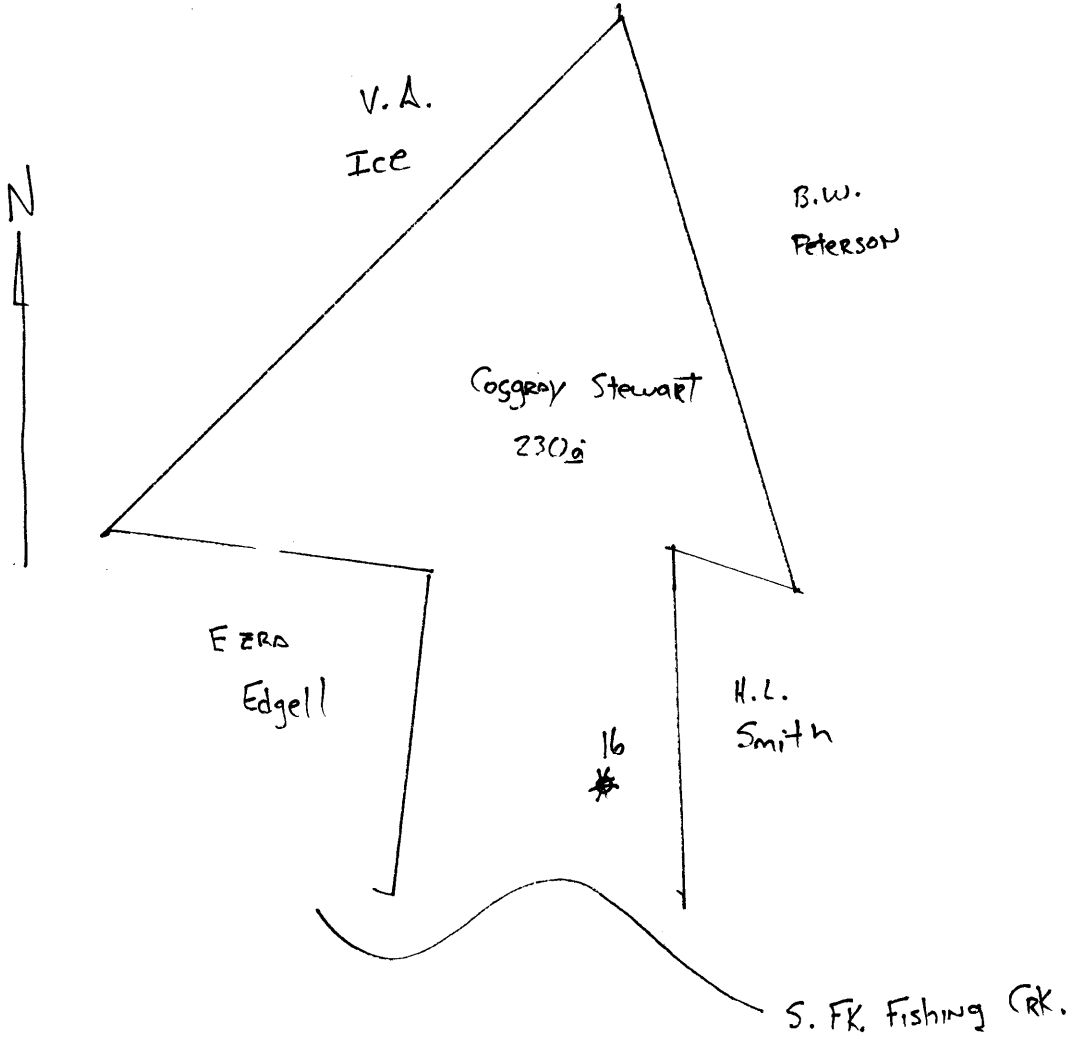 V.A.
Ice
N
B.W.
Peterson
Cosgray Stewart
230a
Ezra
Edgell
H.L.
Smith
16
S. FK. Fishing CRK.